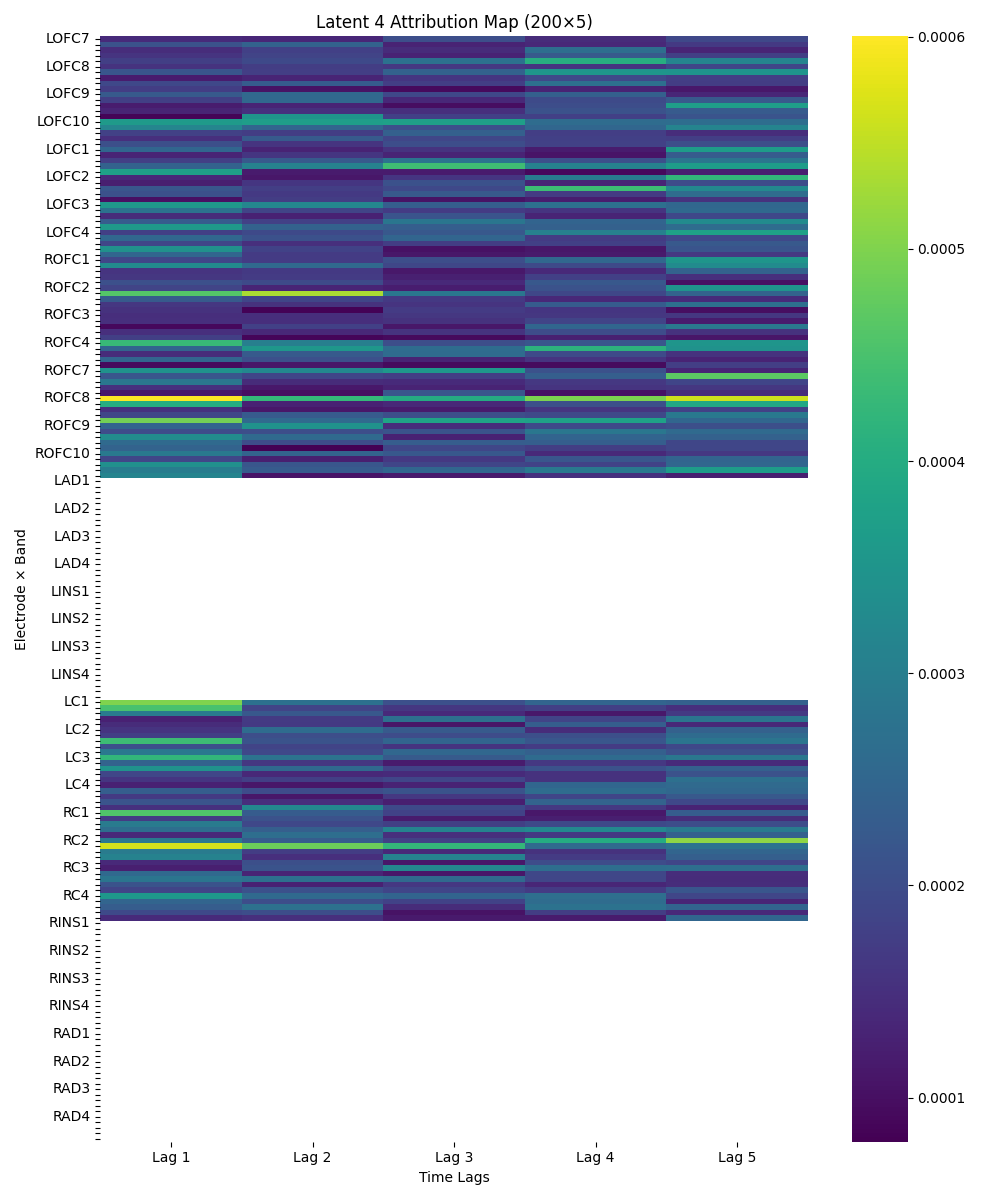 Latent 4 Attribution Map (200×5)
LOFC7
LOFC8
LOFC9
LOFC10
LOFC1
LOFC2
LOFC3
LOFC4
ROFC1
ROFC2
ROFC3
ROFC4
ROFC7
ROFC8
ROFC9
ROFC10
LAD1
LAD2
LAD3
LAD4
LINS1
LINS2
LINS3
LINS4
LC1
LC2
LC3
LC4
RC1
RC2
RC3
RC4
RINS1
RINS2
RINS3
RINS4
RAD1
RAD2
RAD3
RAD4
Electrode × Band
Lag 1 Lag 2 Lag 3 Lag 4 Lag 5
Time Lags
0.0006
0.0005
0.0004
0.0003
0.0002
0.0001